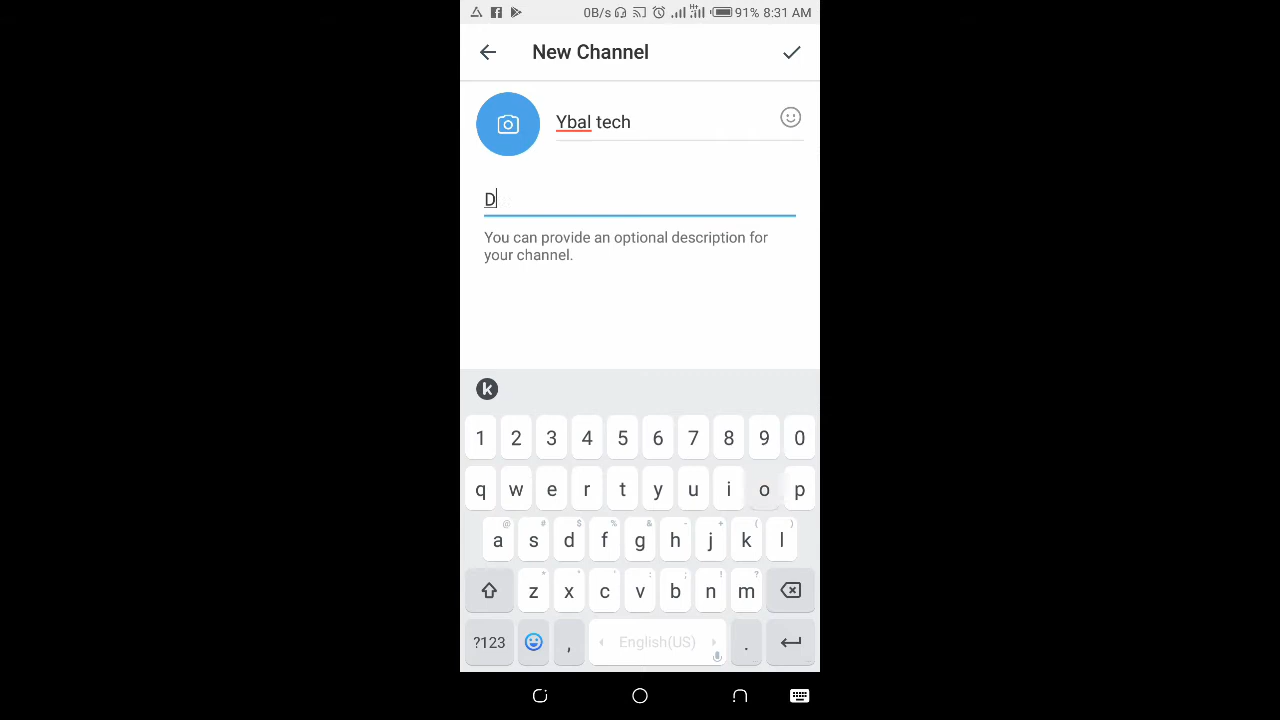 0B/s H+ 91% 8:31 AM
New Channel
Ybal tech
D
You can provide an optional description for
your channel.
k
1 2 3 4 5 6 7 8 9 0
q w e r t y u i o p
@ # $ % & - + ( )
a s d f g h j k l
* " ' : ; ! ?
z x c v b n m
?123 , English(US) .